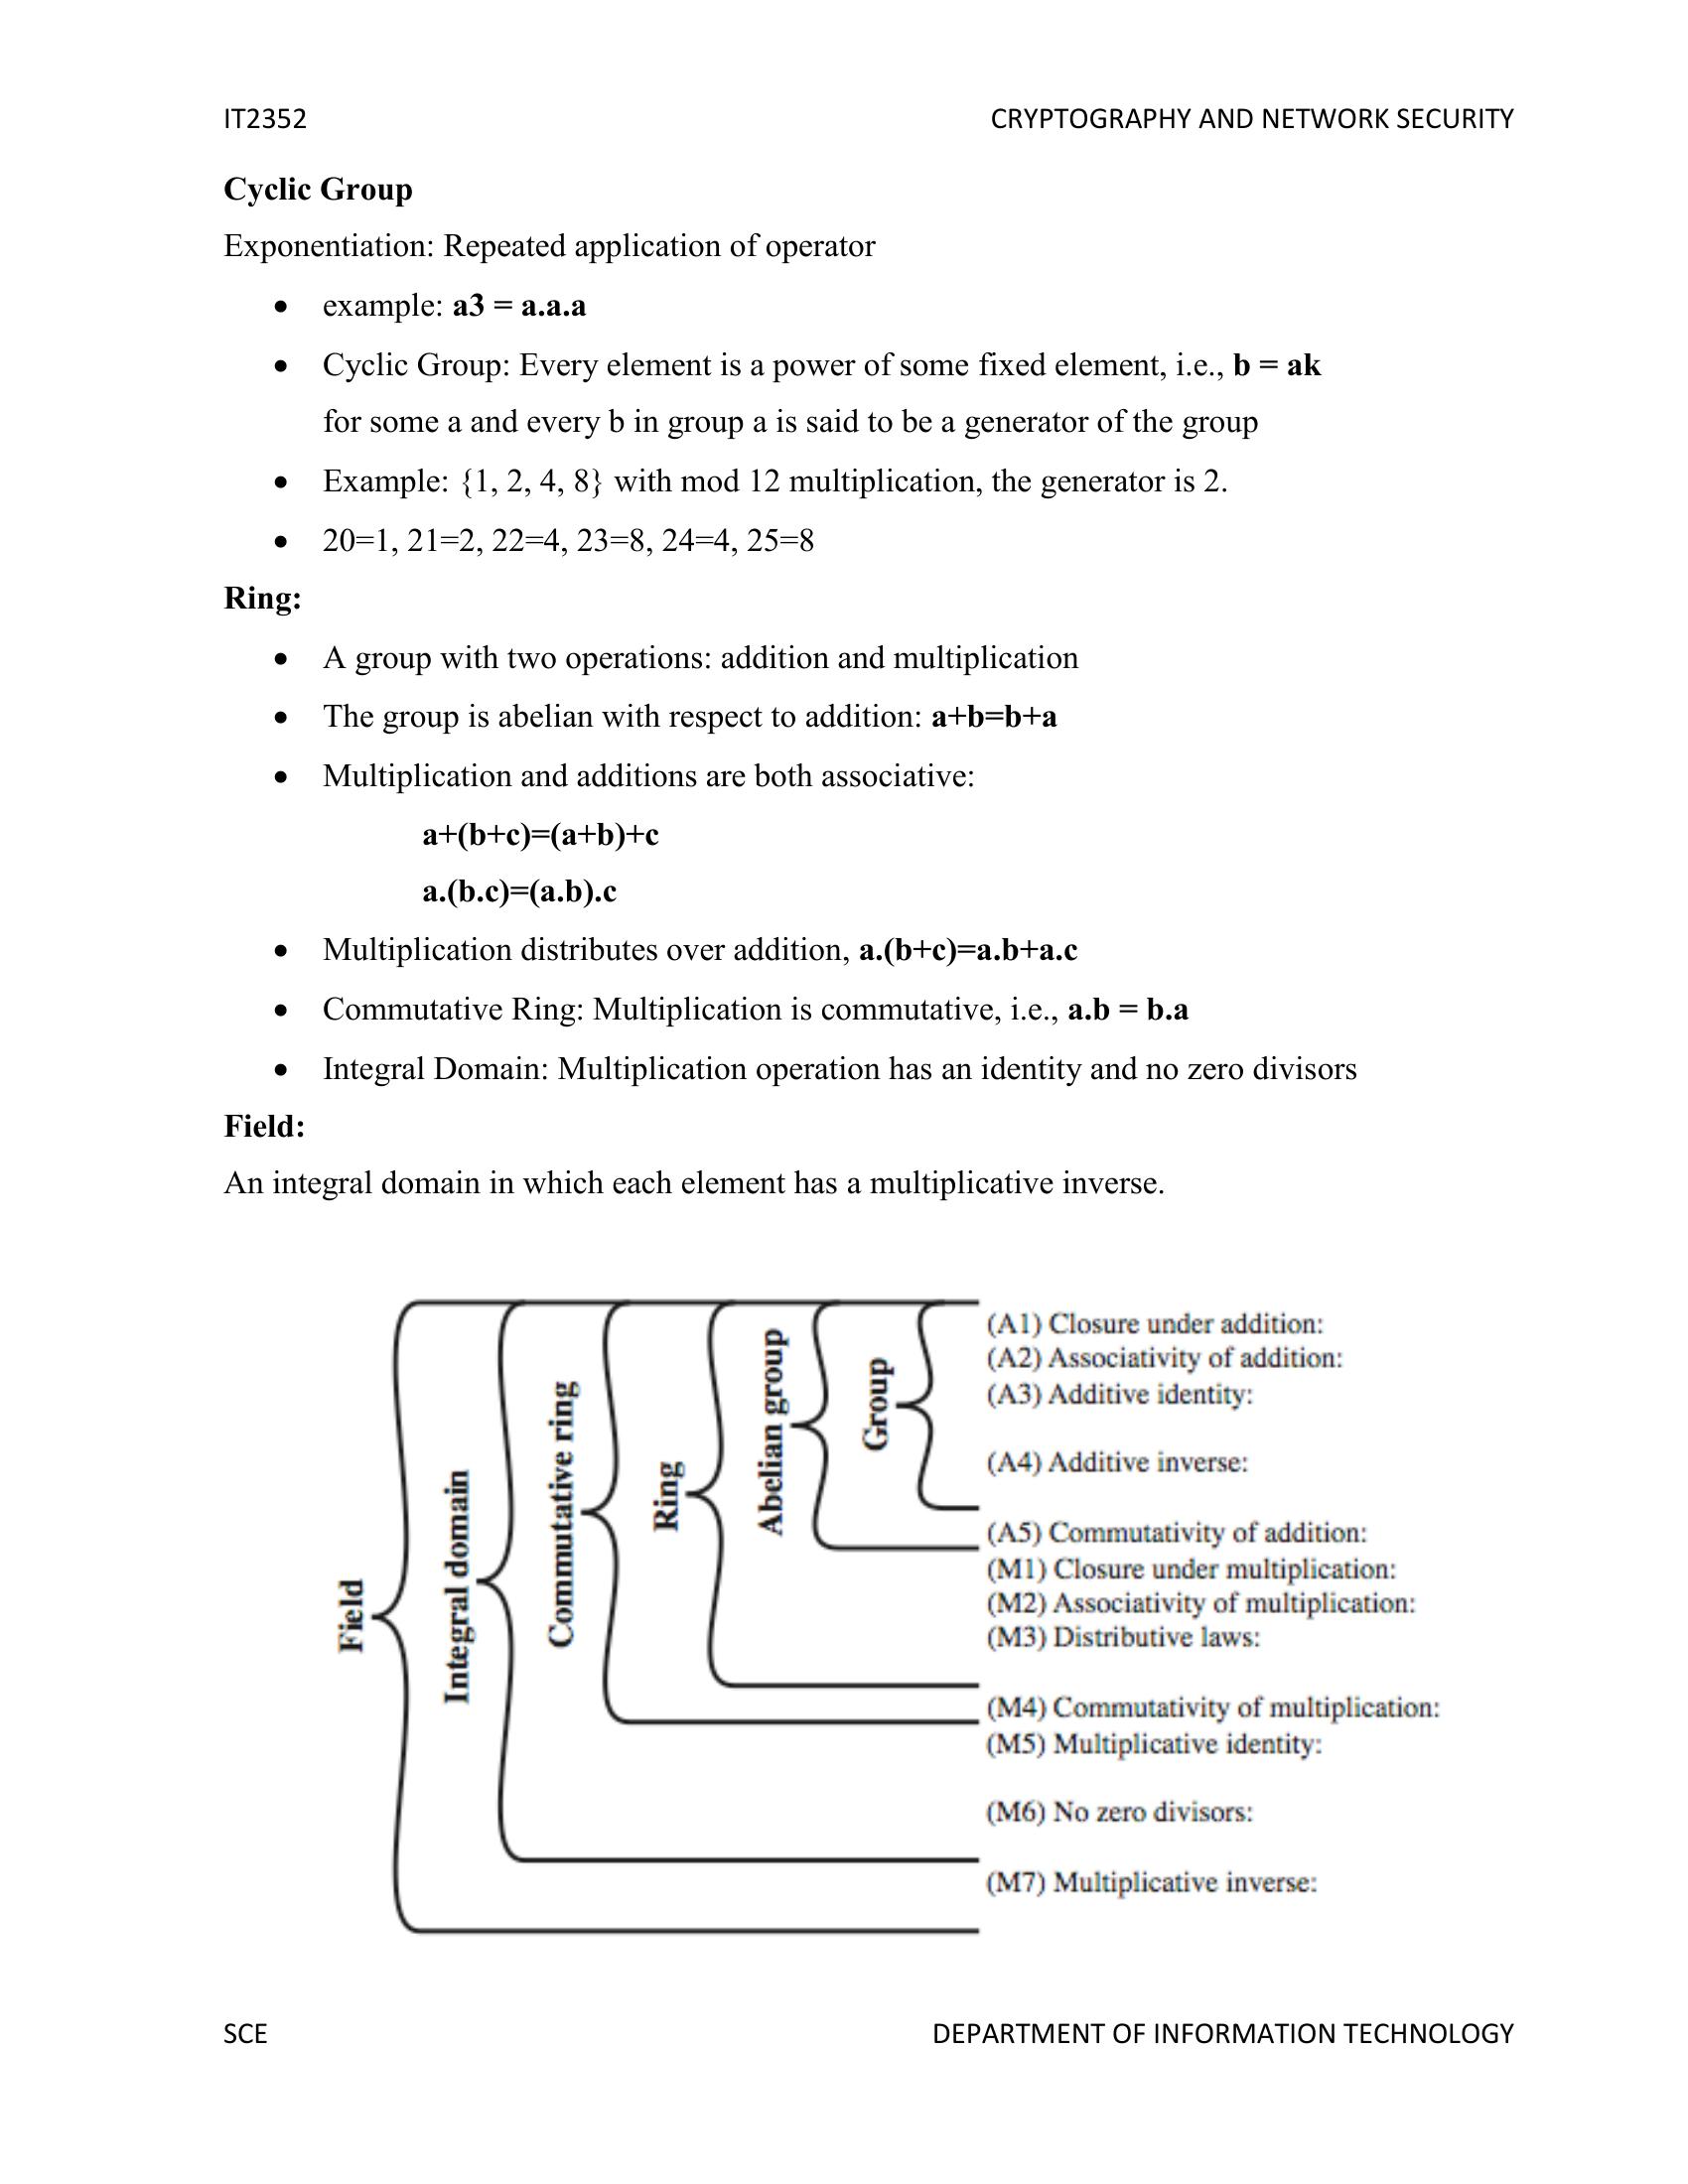 IT2352 CRYPTOGRAPHY AND NETWORK SECURITY
Cyclic Group
Exponentiation: Repeated application of operator
• example: a3 = a.a.a
• Cyclic Group: Every element is a power of some fixed element, i.e., b = ak
for some a and every b in group a is said to be a generator of the group
• Example: {1, 2, 4, 8} with mod 12 multiplication, the generator is 2.
• 20=1, 21=2, 22=4, 23=8, 24=4, 25=8
Ring:
• A group with two operations: addition and multiplication
• The group is abelian with respect to addition: a+b=b+a
• Multiplication and additions are both associative:
a+(b+c)=(a+b)+c
a.(b.c)=(a.b).c
• Multiplication distributes over addition, a.(b+c)=a.b+a.c
• Commutative Ring: Multiplication is commutative, i.e., a.b = b.a
• Integral Domain: Multiplication operation has an identity and no zero divisors
Field:
An integral domain in which each element has a multiplicative inverse.
Field
Integral domain
Commutative ring
Ring
Abelian group
Group
(A1) Closure under addition:
(A2) Associativity of addition:
(A3) Additive identity:
(A4) Additive inverse:
(A5) Commutativity of addition:
(M1) Closure under multiplication:
(M2) Associativity of multiplication:
(M3) Distributive laws:
(M4) Commutativity of multiplication:
(M5) Multiplicative identity:
(M6) No zero divisors:
(M7) Multiplicative inverse:
SCE DEPARTMENT OF INFORMATION TECHNOLOGY